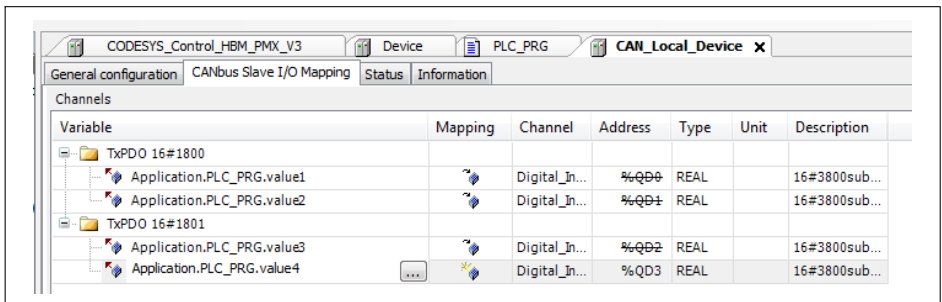 CODESYS_Control_HBM_PMX_V3 Device PLC_PRG CAN_Local_Device x
General configuration CANbus Slave I/O Mapping Status Information
Channels
Variable Mapping Channel Address Type Unit Description
TxPDO 16#1800
Application.PLC_PRG.value1 Digital_In... %QD0 REAL 16#3800sub...
Application.PLC_PRG.value2 Digital_In... %QD1 REAL 16#3800sub...
TxPDO 16#1801
Application.PLC_PRG.value3 Digital_In... %QD2 REAL 16#3800sub...
Application.PLC_PRG.value4 ... Digital_In... %QD3 REAL 16#3800sub...